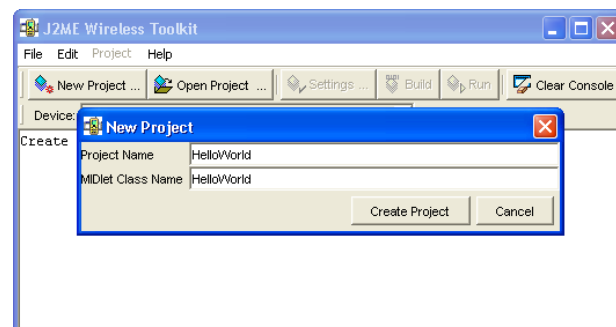 J2ME Wireless Toolkit
File Edit Project Help
New Project ... Open Project ... Settings ... Build Run Clear Console
Device:
Create
New Project
Project Name HelloWorld
MIDlet Class Name HelloWorld
Create Project Cancel